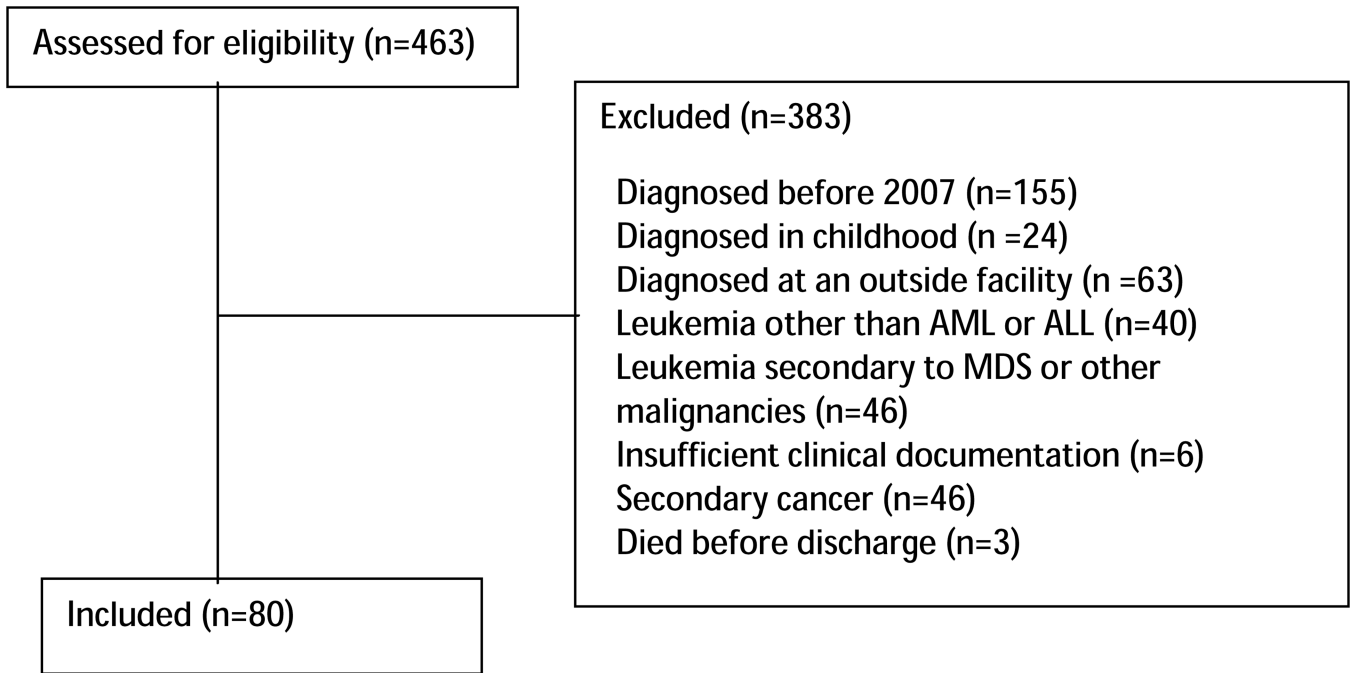 Assessed for eligibility (n=463)
Excluded (n=383)
Diagnosed before 2007 (n=155)
Diagnosed in childhood (n =24)
Diagnosed at an outside facility (n =63)
Leukemia other than AML or ALL (n=40)
Leukemia secondary to MDS or other
malignancies (n=46)
Insufficient clinical documentation (n=6)
Secondary cancer (n=46)
Died before discharge (n=3)
Included (n=80)